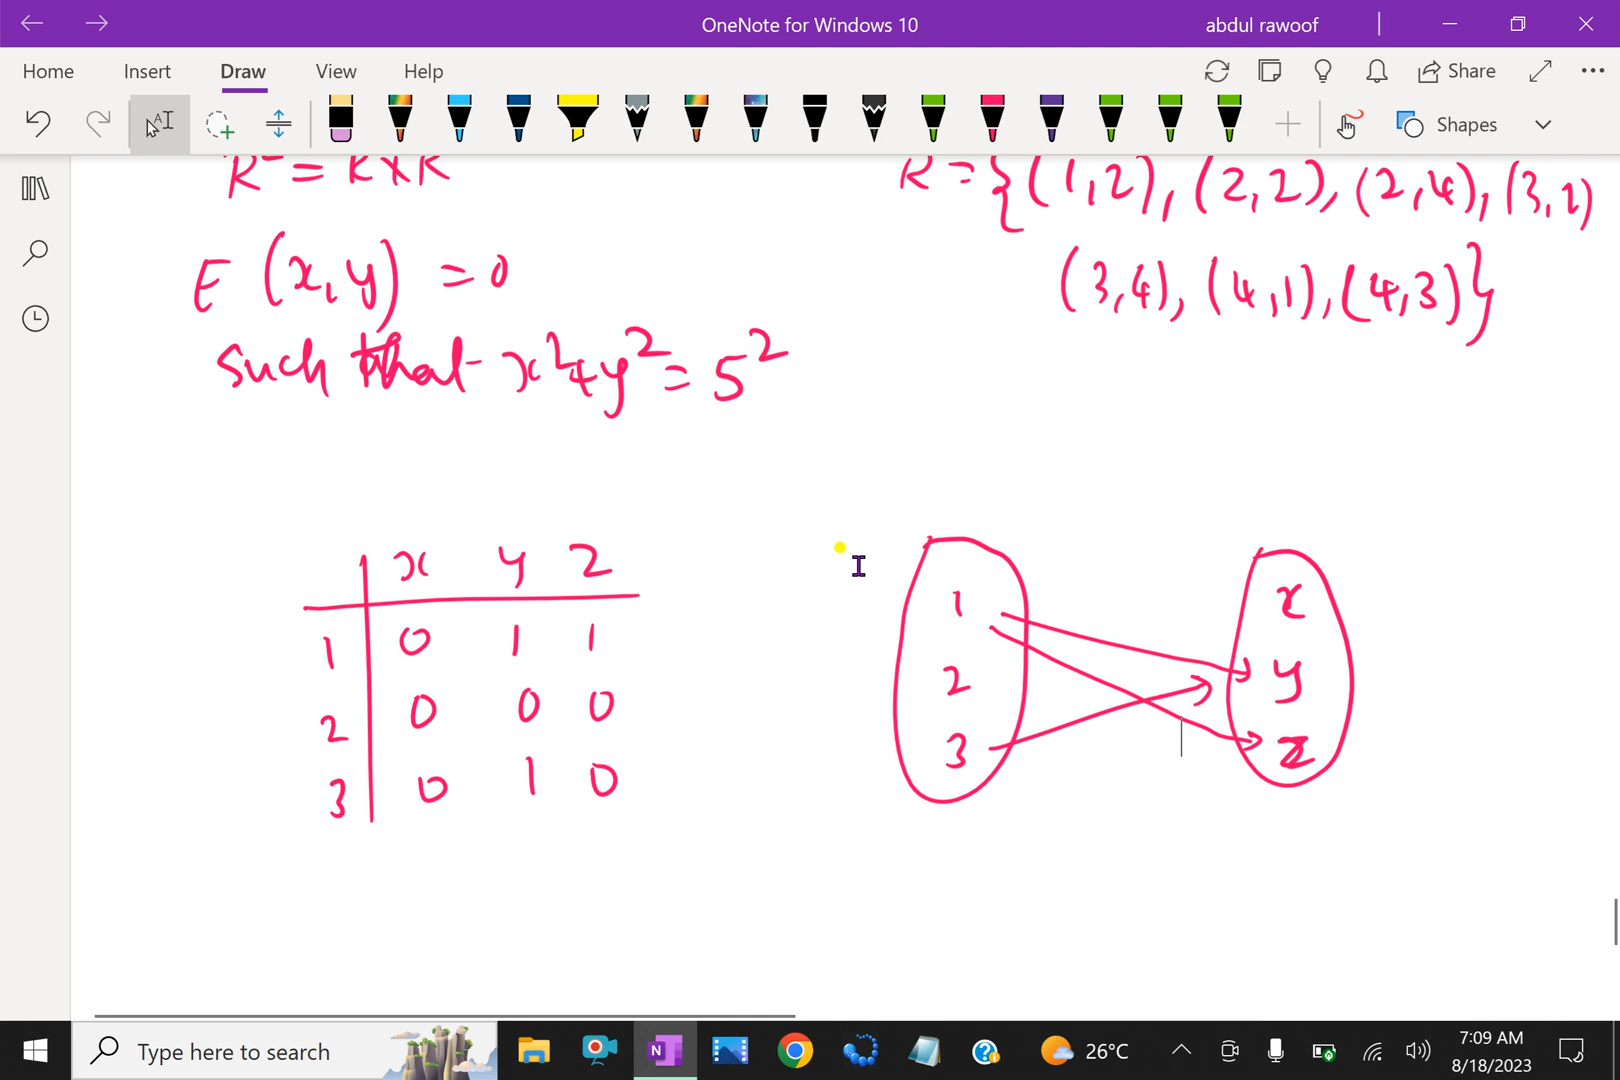 OneNote for Windows 10
abdul rawoof
Home Insert Draw View Help
Share
Shapes
R² = R×R
E (x,y) = 0
such that x²+y² = 5²
R = {(1,2), (2,2), (2,4), (3,2)
(3,4), (4,1), (4,3)}
x y z
1 0 1 1
2 0 0 0
3 0 1 0
1 x
2 y
3 z
Type here to search
26°C
7:09 AM
8/18/2023